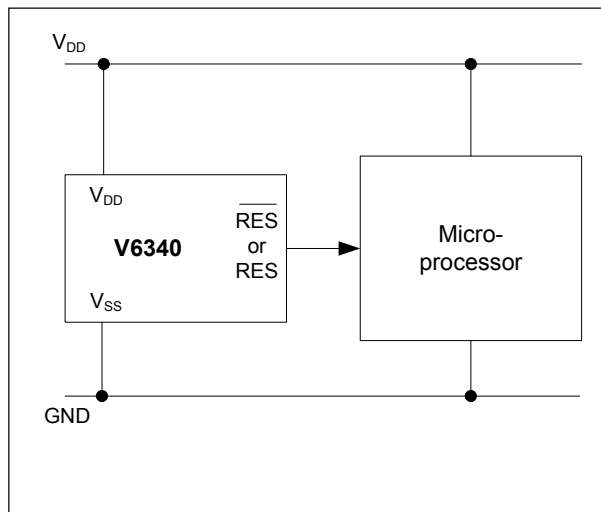 VDD
VDD
V6340
RES
or
RES
VSS
Micro-
processor
GND